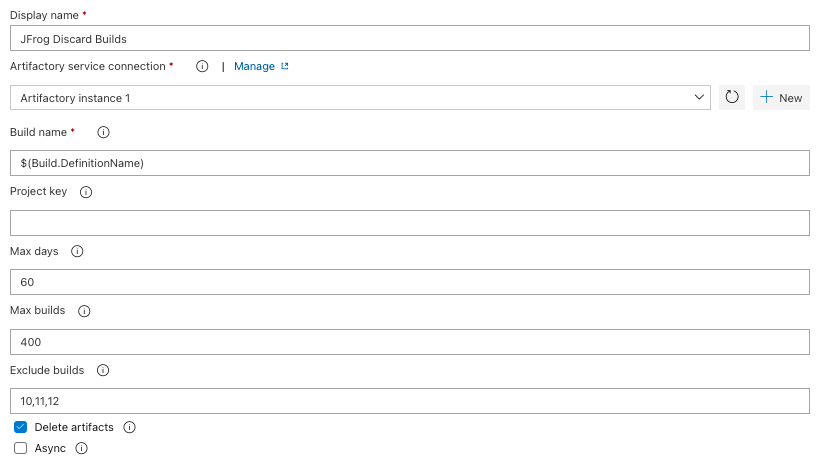 Display name *
JFrog Discard Builds
Artifactory service connection * | Manage
Artifactory instance 1
New
Build name *
$(Build.DefinitionName)
Project key
Max days
60
Max builds
400
Exclude builds
10,11,12
Delete artifacts
Async